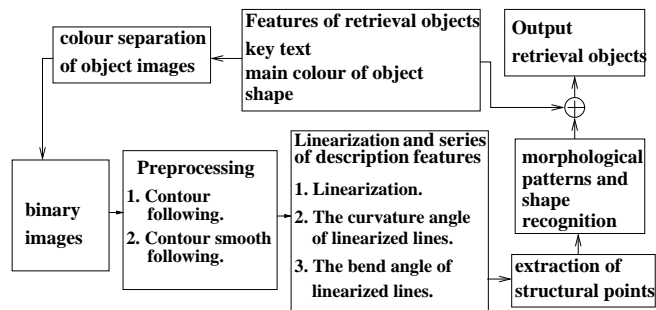 Features of retrieval objects
key text
main colour of object
shape
colour separation
of object images
Output
retrieval objects
binary
images
Preprocessing
1. Contour
following.
2. Contour smooth
following.
Linearization and series
of description features
1. Linearization.
2. The curvature angle
of linearized lines.
3. The bend angle of
linearized lines.
extraction of
structural points
morphological
patterns and
shape
recognition